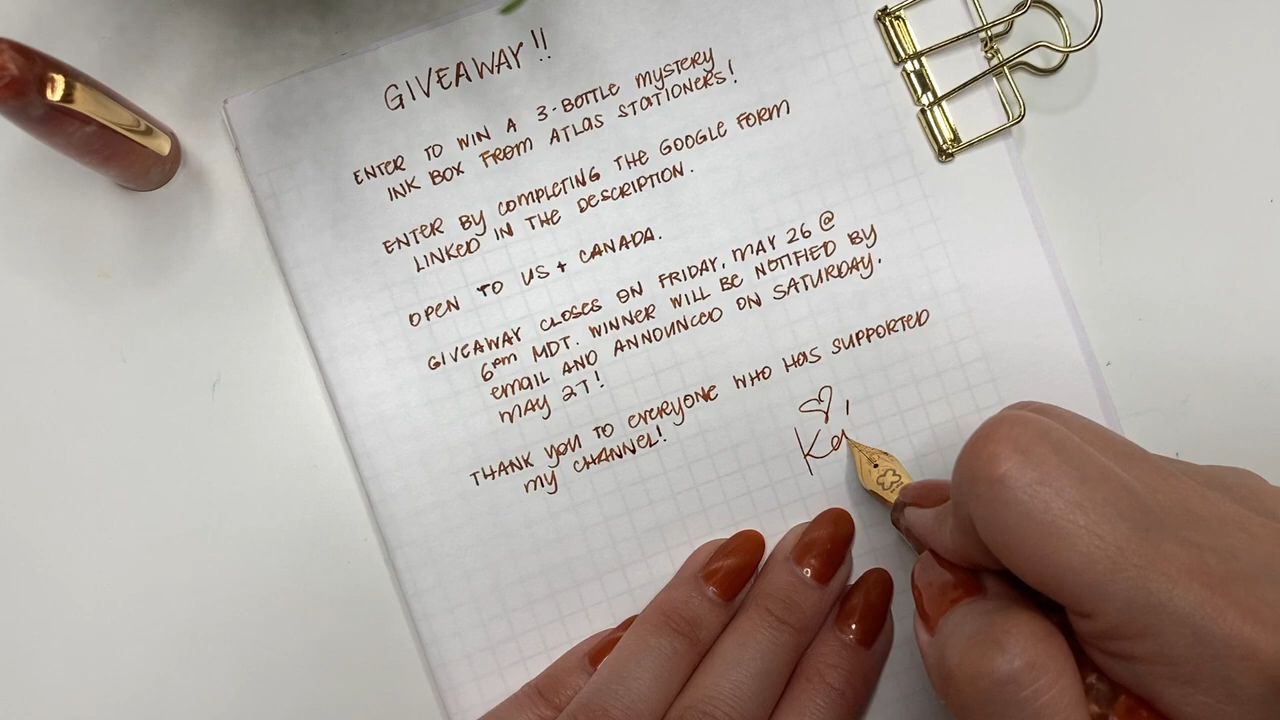 GIVEAWAY!!
ENTER TO WIN A 3-BOTTLE MYSTERY
INK BOX FROM ATLAS STATIONERS!
ENTER BY COMPLETING THE GOOGLE FORM
LINKED IN THE DESCRIPTION.
OPEN TO US + CANADA.
GIVEAWAY CLOSES ON FRIDAY, MAY 26 @
6pm MDT. WINNER WILL BE NOTIFIED BY
EMAIL AND ANNOUNCED ON SATURDAY,
MAY 27!
THANK YOU TO EVERYONE WHO HAS SUPPORTED
MY CHANNEL!
♡,
Ka